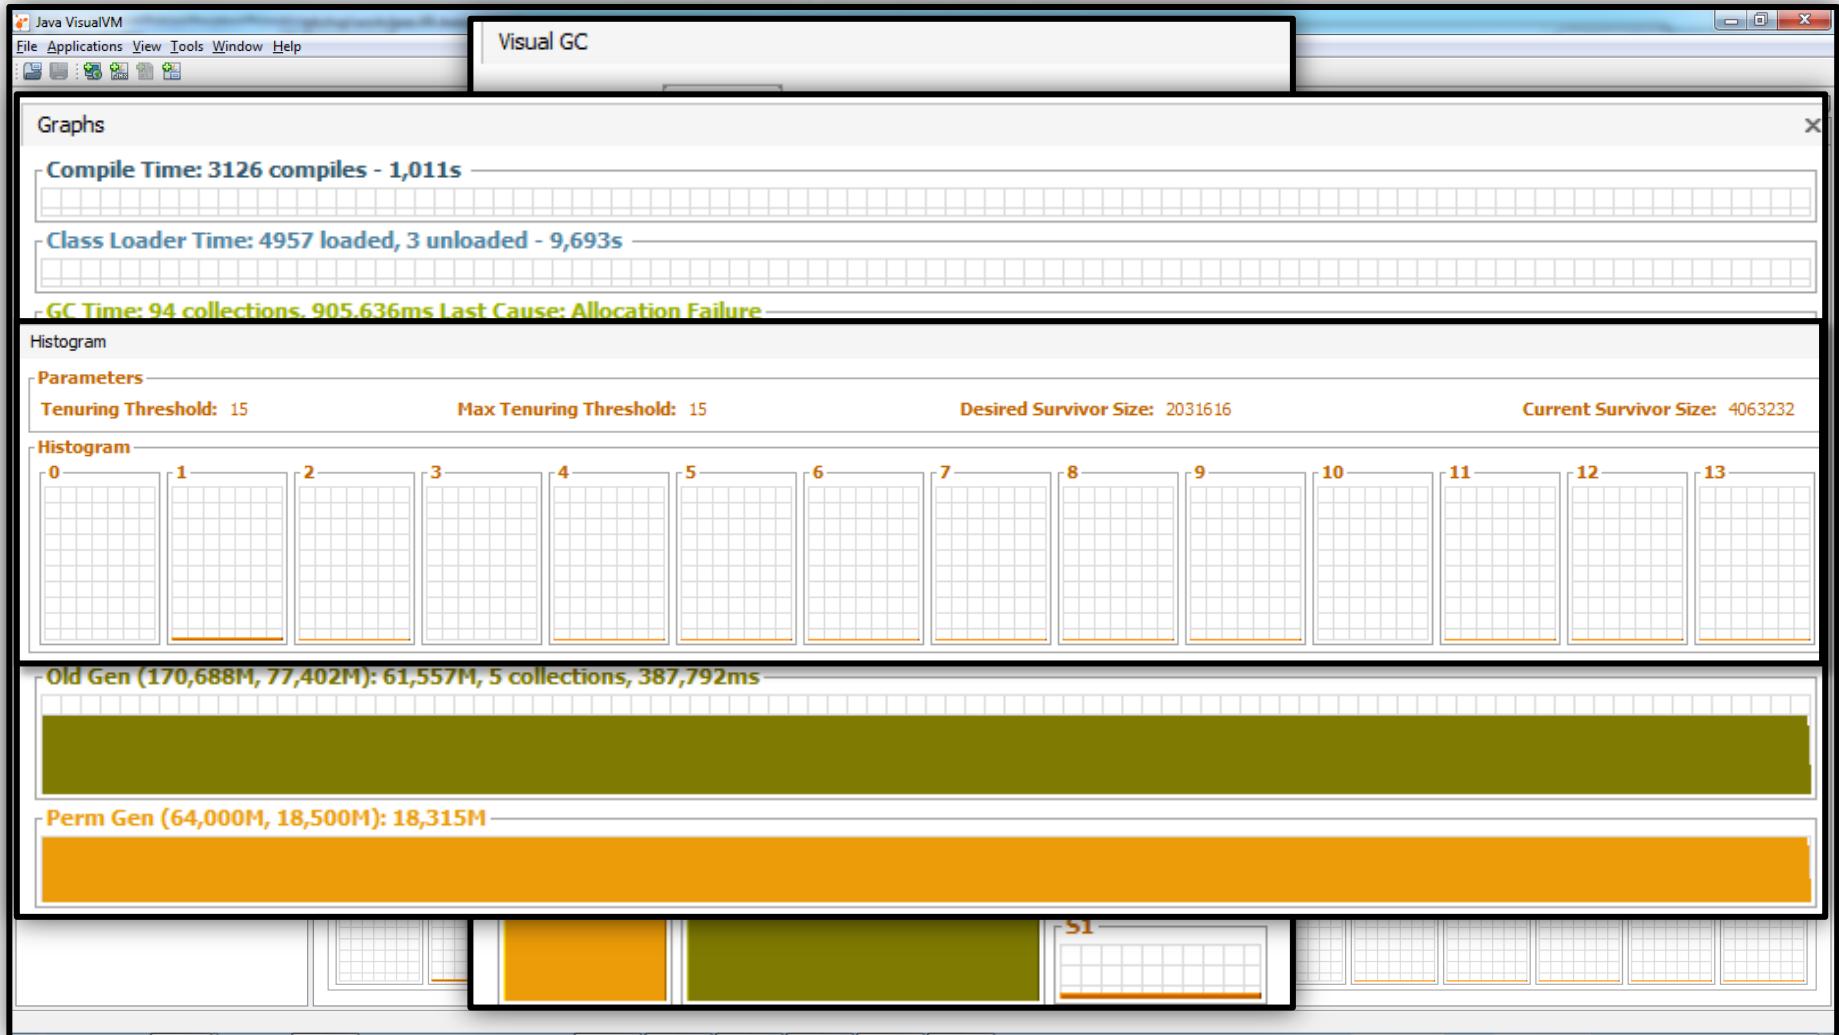 Java VisualVM
File Applications View Tools Window Help
Visual GC
Graphs
Compile Time: 3126 compiles - 1,011s
Class Loader Time: 4957 loaded, 3 unloaded - 9,693s
GC Time: 94 collections, 905,636ms Last Cause: Allocation Failure
Histogram
Parameters
Tenuring Threshold: 15 Max Tenuring Threshold: 15 Desired Survivor Size: 2031616 Current Survivor Size: 4063232
Histogram
0 1 2 3 4 5 6 7 8 9 10 11 12 13
Old Gen (170,688M, 77,402M): 61,557M, 5 collections, 387,792ms
Perm Gen (64,000M, 18,500M): 18,315M
S1